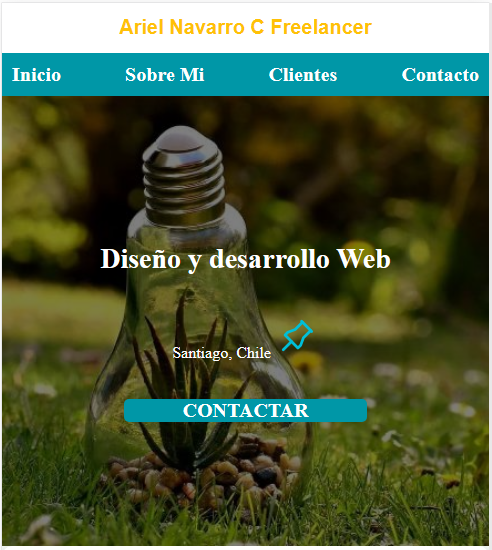 Ariel Navarro C Freelancer
Inicio Sobre Mi Clientes Contacto
Diseño y desarrollo Web
Santiago, Chile
CONTACTAR